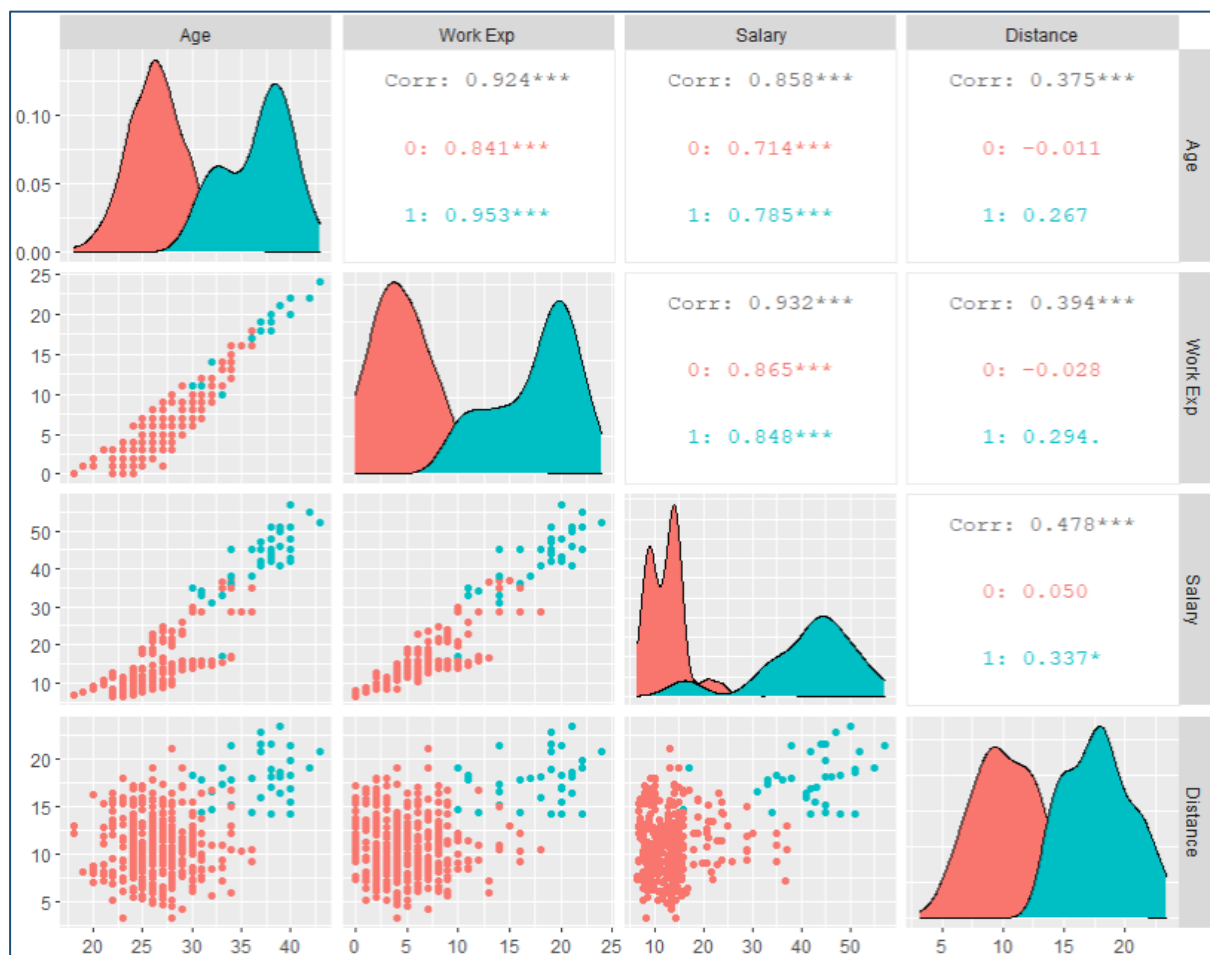 Age Work Exp Salary Distance
Corr: 0.924*** Corr: 0.858*** Corr: 0.375***
0.10
0: 0.841*** 0: 0.714*** 0: -0.011
0.05
1: 0.953*** 1: 0.785*** 1: 0.267
0.00
Age
25
Corr: 0.932*** Corr: 0.394***
20
15
0: 0.865*** 0: -0.028
10
5
1: 0.848*** 1: 0.294.
0
Work Exp
50
Corr: 0.478***
40
30
0: 0.050
20
1: 0.337*
10
Salary
20
15
10
5
Distance
20 25 30 35 40 0 5 10 15 20 25 10 20 30 40 50 5 10 15 20